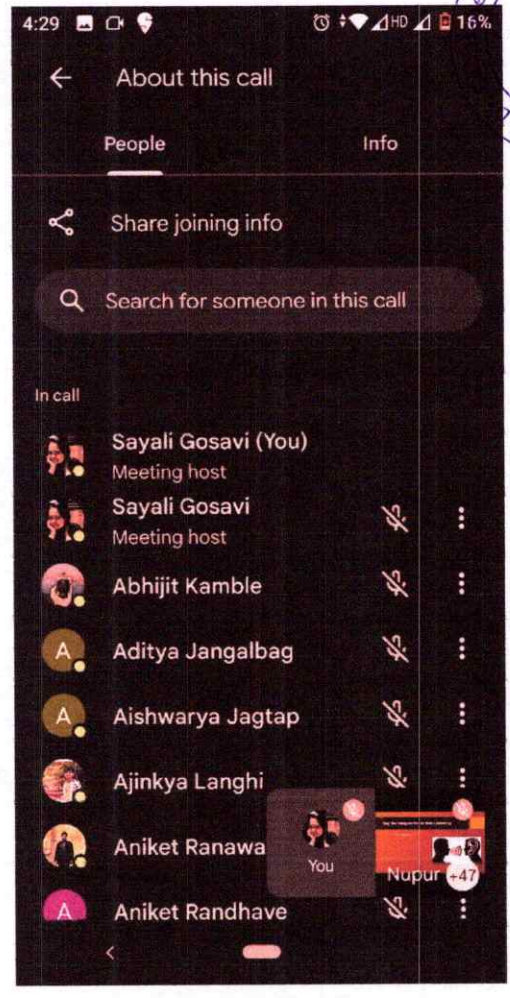 4:29
HD
16%
About this call
People
Info
Share joining info
Search for someone in this call
In call
Sayali Gosavi (You)
Meeting host
Sayali Gosavi
Meeting host
Abhijit Kamble
A
Aditya Jangalbag
A
Aishwarya Jagtap
Ajinkya Langhi
Aniket Ranawa
You
Nupur
+47
A
Aniket Randhave